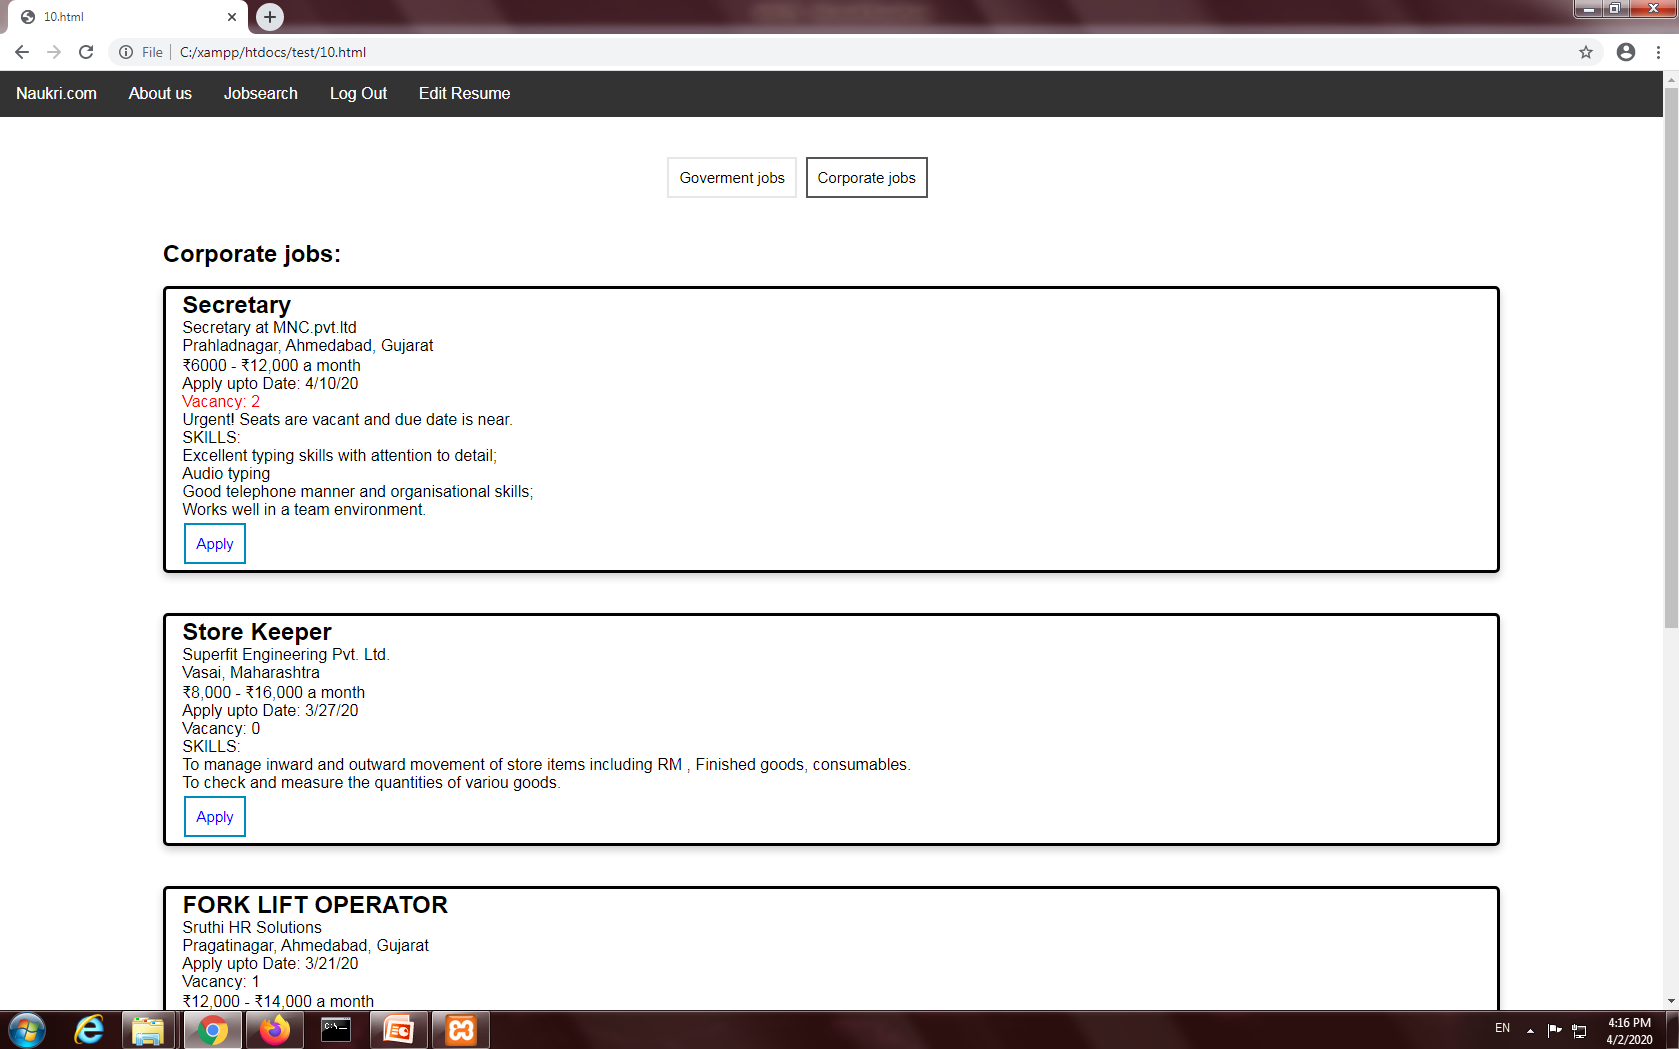 10.html
File
C:/xampp/htdocs/test/10.html
Naukri.com About us Jobsearch Log Out Edit Resume
Goverment jobs Corporate jobs
Corporate jobs:
Secretary
Secretary at MNC.pvt.ltd
Prahladnagar, Ahmedabad, Gujarat
₹6000 - ₹12,000 a month
Apply upto Date: 4/10/20
Vacancy: 2
Urgent! Seats are vacant and due date is near.
SKILLS:
Excellent typing skills with attention to detail;
Audio typing
Good telephone manner and organisational skills;
Works well in a team environment.
Apply
Store Keeper
Superfit Engineering Pvt. Ltd.
Vasai, Maharashtra
₹8,000 - ₹16,000 a month
Apply upto Date: 3/27/20
Vacancy: 0
SKILLS:
To manage inward and outward movement of store items including RM , Finished goods, consumables.
To check and measure the quantities of variou goods.
Apply
FORK LIFT OPERATOR
Sruthi HR Solutions
Pragatinagar, Ahmedabad, Gujarat
Apply upto Date: 3/21/20
Vacancy: 1
₹12,000 - ₹14,000 a month
EN
4:16 PM
4/2/2020